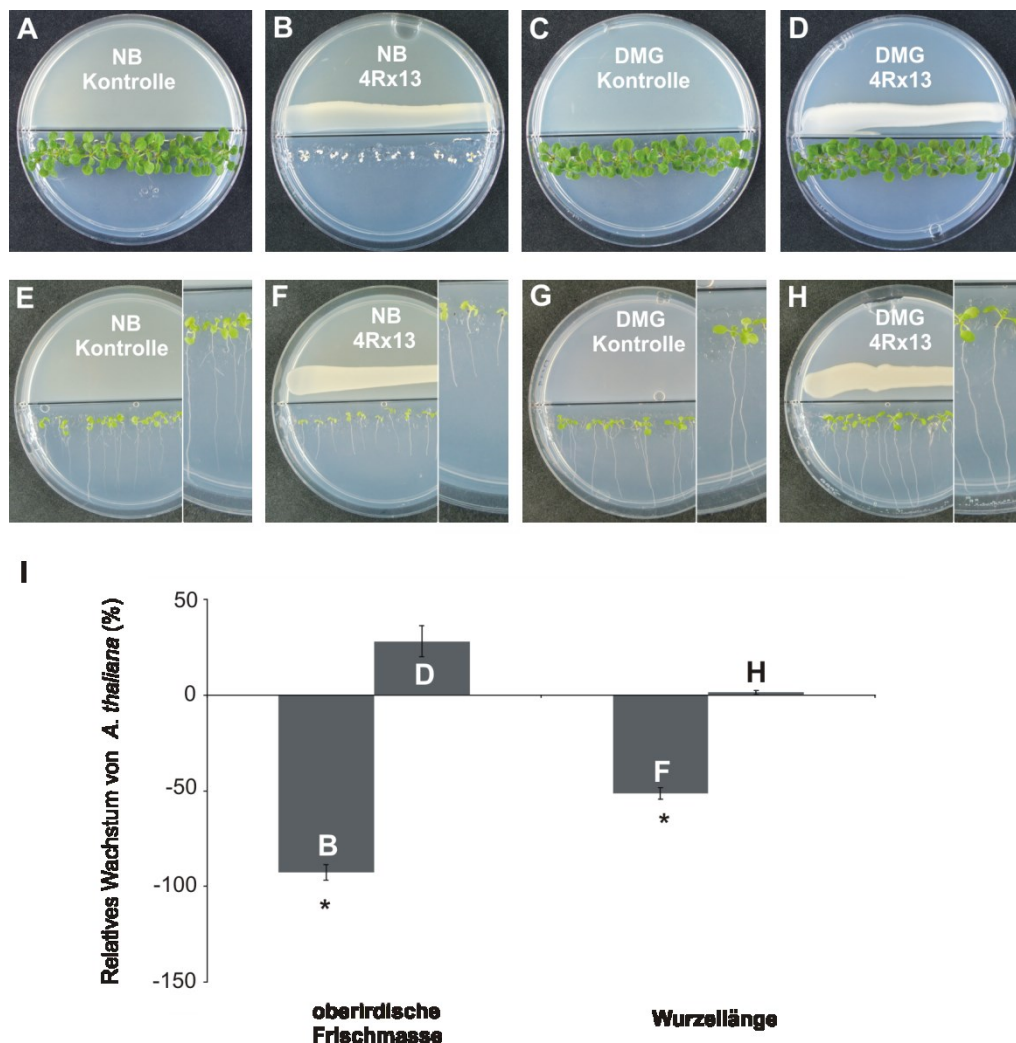 A
NB
Kontrolle
B
NB
4Rx13
C
DMG
Kontrolle
D
DMG
4Rx13
E
NB
Kontrolle
F
NB
4Rx13
G
DMG
Kontrolle
H
DMG
4Rx13
I
Relatives Wachstum von A. thaliana (%)
50
0
-50
-100
-150
B
*
D
F
*
H
oberirdische
Frischmasse
Wurzellänge